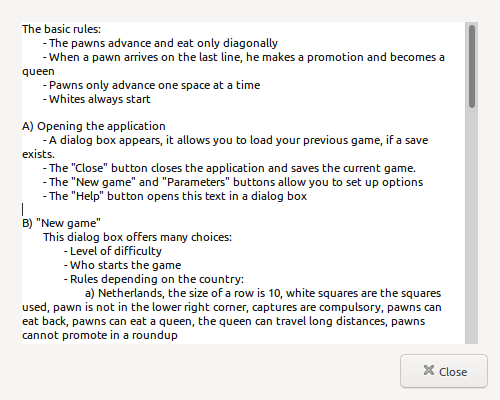 The basic rules:
- The pawns advance and eat only diagonally
- When a pawn arrives on the last line, he makes a promotion and becomes a
queen
- Pawns only advance one space at a time
- Whites always start
A) Opening the application
- A dialog box appears, it allows you to load your previous game, if a save
exists.
- The "Close" button closes the application and saves the current game.
- The "New game" and "Parameters" buttons allow you to set up options
- The "Help" button opens this text in a dialog box
B) "New game"
This dialog box offers many choices:
- Level of difficulty
- Who starts the game
- Rules depending on the country:
a) Netherlands, the size of a row is 10, white squares are the squares
used, pawn is not in the lower right corner, captures are compulsory, pawns can
eat back, pawns can eat a queen, the queen can travel long distances, pawns
cannot promote in a roundup
Close